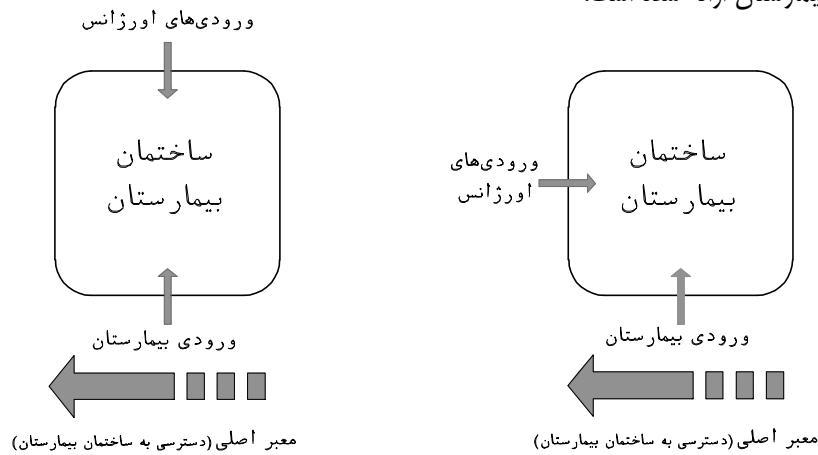 بیمارستان ارائه شده است.
ورودی‌های اورژانس
ساختمان
بیمارستان
ورودی بیمارستان
معبر اصلی (دسترسی به ساختمان بیمارستان)
ورودی‌های
اورژانس
ساختمان
بیمارستان
ورودی بیمارستان
معبر اصلی (دسترسی به ساختمان بیمارستان)